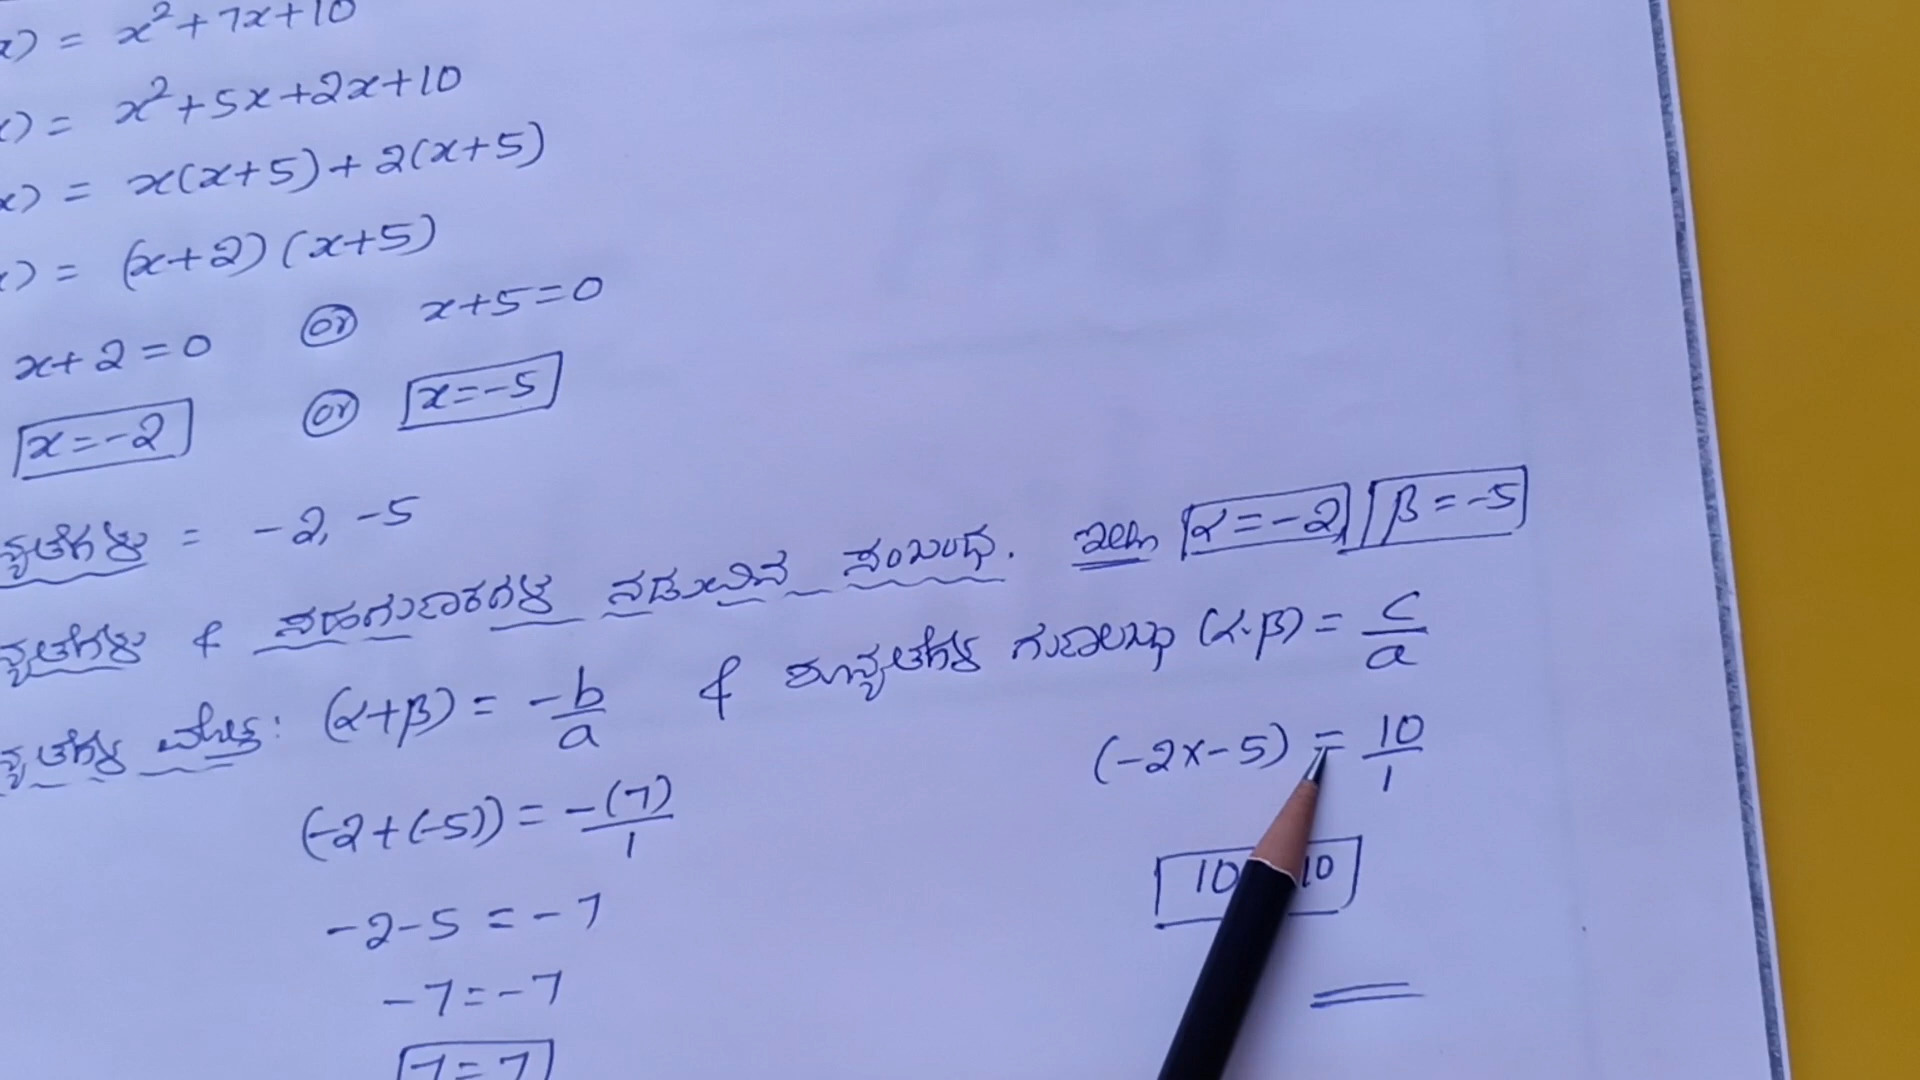 x) = x² + 7x + 10
x) = x² + 5x + 2x + 10
x) = x(x+5) + 2(x+5)
x) = (x+2) (x+5)
x+2=0 or x+5=0
x=-2 or x=-5
ನ್ಯತೆಗಳು = -2, -5
ನ್ಯತೆಗಳು & ಸಹಗುಣಕಗಳ ನಡುವಿನ ಸಂಬಂಧ. ಇಲ್ಲಿ α=-2 β=-5
ನ್ಯತೆಗಳ ಮೊತ್ತ: (α+β) = -b/a & ಶೂನ್ಯತೆಗಳ ಗುಣಲಬ್ಧ (α·β) = c/a
(-2+(-5)) = -(7)/1 (-2x-5) = 10/1
-2-5 = -7 10 10
-7=-7
7=7